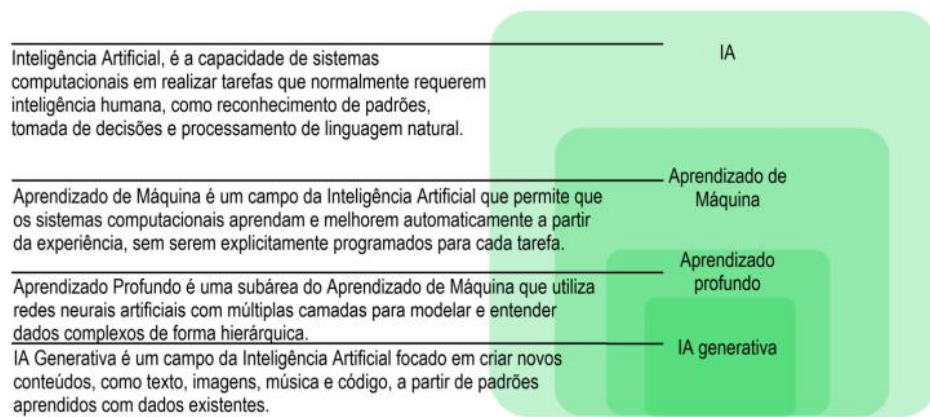 Inteligência Artificial, é a capacidade de sistemas
computacionais em realizar tarefas que normalmente requerem
inteligência humana, como reconhecimento de padrões,
tomada de decisões e processamento de linguagem natural.
IA
Aprendizado de Máquina é um campo da Inteligência Artificial que permite que
os sistemas computacionais aprendam e melhorem automaticamente a partir
da experiência, sem serem explicitamente programados para cada tarefa.
Aprendizado de
Máquina
Aprendizado Profundo é uma subárea do Aprendizado de Máquina que utiliza
redes neurais artificiais com múltiplas camadas para modelar e entender
dados complexos de forma hierárquica.
Aprendizado
profundo
IA Generativa é um campo da Inteligência Artificial focado em criar novos
conteúdos, como texto, imagens, música e código, a partir de padrões
aprendidos com dados existentes.
IA generativa